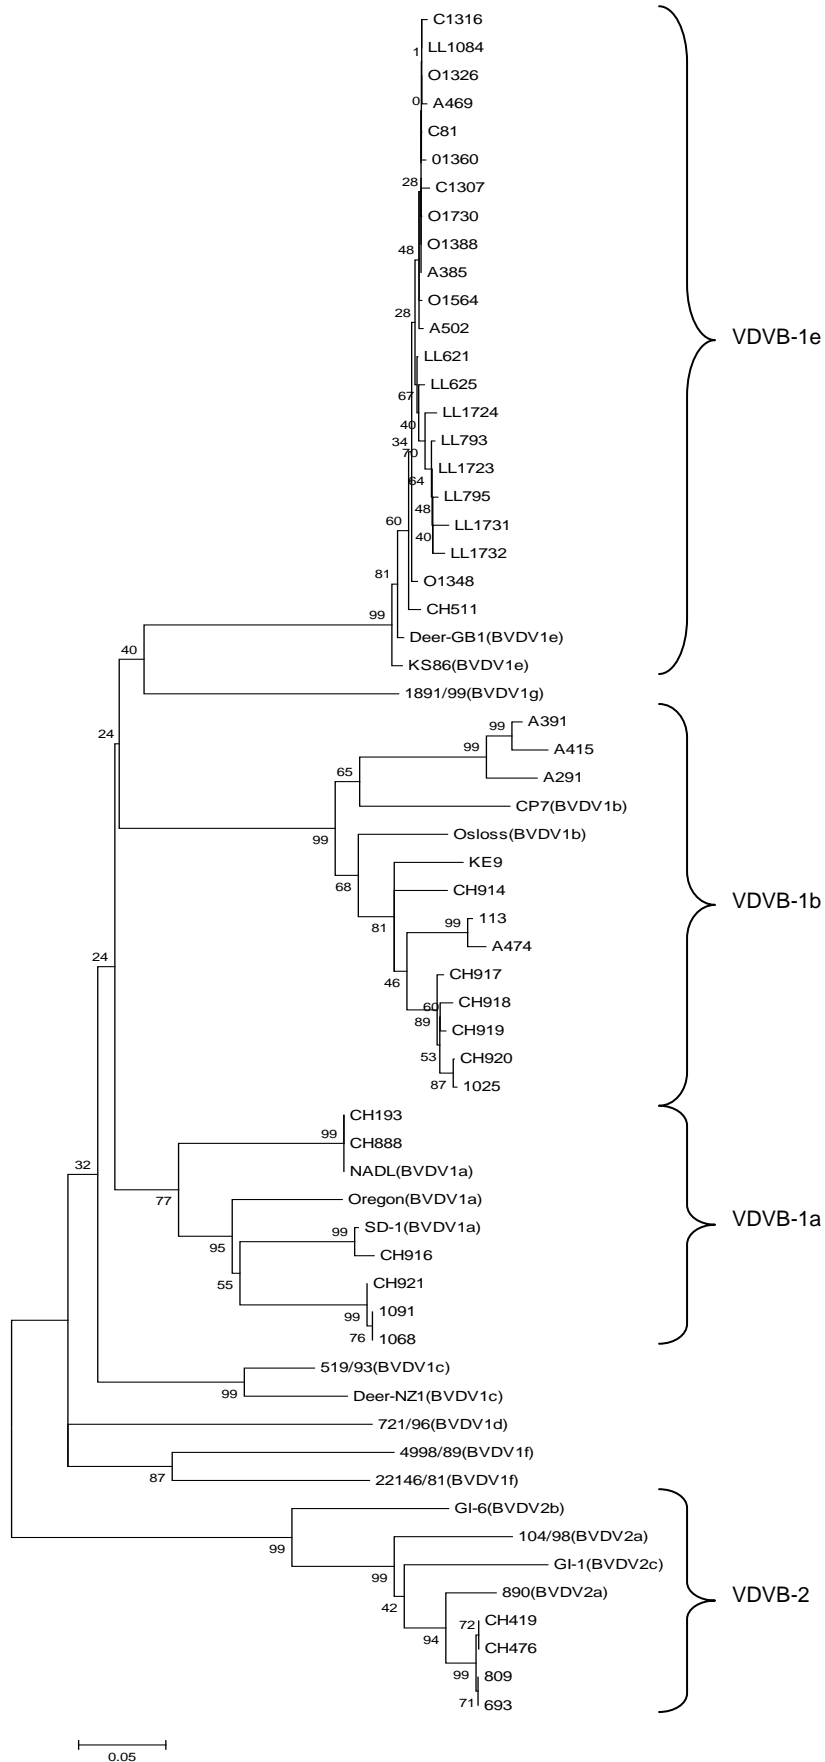 C1316
1
LL1084
O1326
0
A469
C81
01360
28
C1307
O1730
O1388
48
A385
O1564
28
A502
VDVB-1e
LL621
LL625
67
LL1724
40
34
LL793
70
LL1723
64
LL795
48
60
LL1731
40
LL1732
81
O1348
99
CH511
Deer-GB1(BVDV1e)
40
KS86(BVDV1e)
1891/99(BVDV1g)
24
99
A391
99
A415
65
A291
CP7(BVDV1b)
99
Osloss(BVDV1b)
68
KE9
CH914
VDVB-1b
81
99
113
A474
24
46
CH917
60
CH918
89
CH919
53
CH920
87
1025
99
CH193
CH888
32
NADL(BVDV1a)
77
Oregon(BVDV1a)
VDVB-1a
95
99
SD-1(BVDV1a)
CH916
55
CH921
99
1091
76
1068
519/93(BVDV1c)
99
Deer-NZ1(BVDV1c)
721/96(BVDV1d)
4998/89(BVDV1f)
87
22146/81(BVDV1f)
GI-6(BVDV2b)
99
104/98(BVDV2a)
99
GI-1(BVDV2c)
42
890(BVDV2a)
VDVB-2
94
72
CH419
CH476
99
809
71
693
0.05